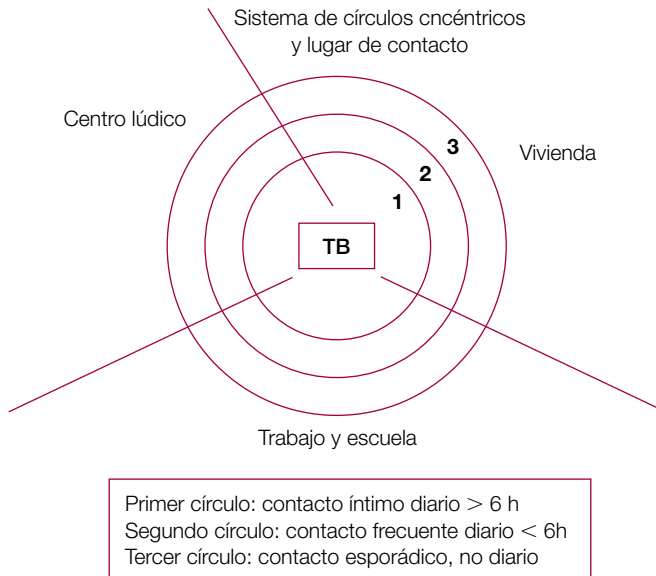 Sistema de círculos cncéntricos
y lugar de contacto
Centro lúdico
Vivienda
3
2
1
TB
Trabajo y escuela
Primer círculo: contacto íntimo diario > 6 h
Segundo círculo: contacto frecuente diario < 6h
Tercer círculo: contacto esporádico, no diario